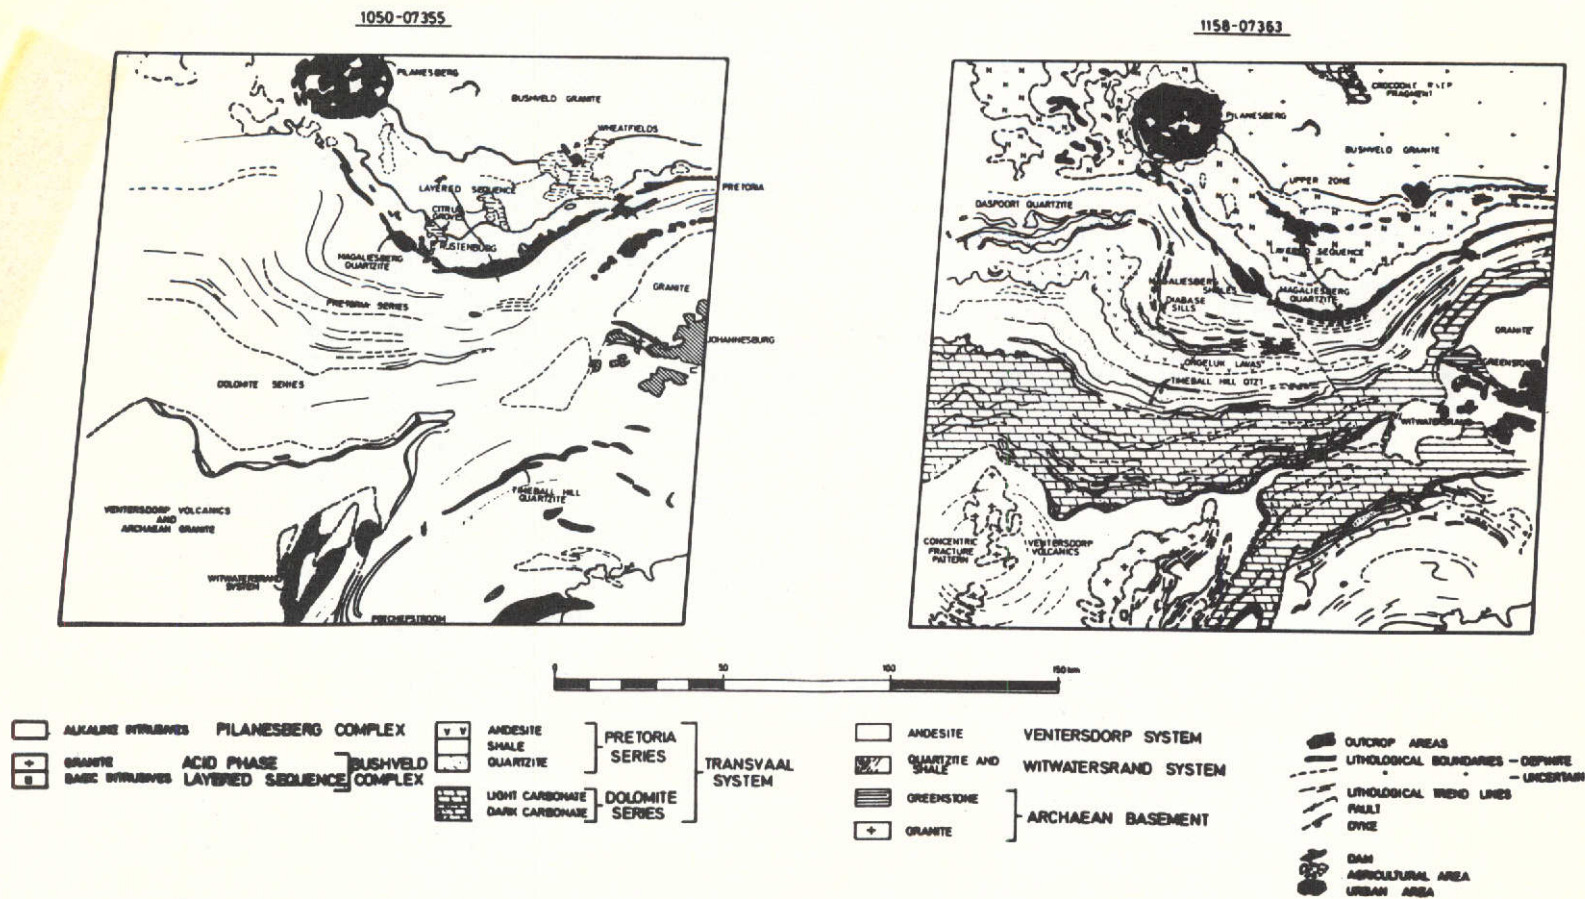 1050-07355
PILANESBERG
BUSHVELD GRANITE
WHEATFIELDS
LAYERED SEQUENCE
PRETORIA
CITRUS
GROVES
RUSTENBURG
MAGALIESBERG
QUARTZITE
GRANITE
PRETORIA SERIES
JOHANNESBURG
DOLOMITE SERIES
TIMEBALL HILL
QUARTZITE
VENTERSDORP VOLCANICS
AND
ARCHAEAN GRANITE
WITWATERSRAND
SYSTEM
POTCHEFSTROOM
1158-07363
CROCODILE RIVER
FRAGMENT
PILANESBERG
BUSHVELD GRANITE
UPPER ZONE
DASPOORT QUARTZITE
LAYERED SEQUENCE
MAGALIESBERG
SHALES
MAGALIESBERG
QUARTZITE
DIABASE
SILLS
GRANITE
ONGELUK LAVAS
GREENSTONE
TIMEBALL HILL QTZT
WITWATERSRAND
CONCENTRIC
FRACTURE
PATTERN
VENTERSDORP
VOLCANICS
0 50 100 150 km
ALKALINE INTRUSIVES PILANESBERG COMPLEX
GRANITE ACID PHASE
BASIC INTRUSIVES LAYERED SEQUENCE
BUSHVELD
COMPLEX
ANDESITE
SHALE
QUARTZITE
PRETORIA
SERIES
LIGHT CARBONATE
DARK CARBONATE
DOLOMITE
SERIES
TRANSVAAL
SYSTEM
ANDESITE VENTERSDORP SYSTEM
QUARTZITE AND
SHALE
WITWATERSRAND SYSTEM
GREENSTONE
GRANITE
ARCHAEAN BASEMENT
OUTCROP AREAS
LITHOLOGICAL BOUNDARIES - DEFINITE
- UNCERTAIN
LITHOLOGICAL TREND LINES
FAULT
DYKE
DAM
AGRICULTURAL AREA
URBAN AREA